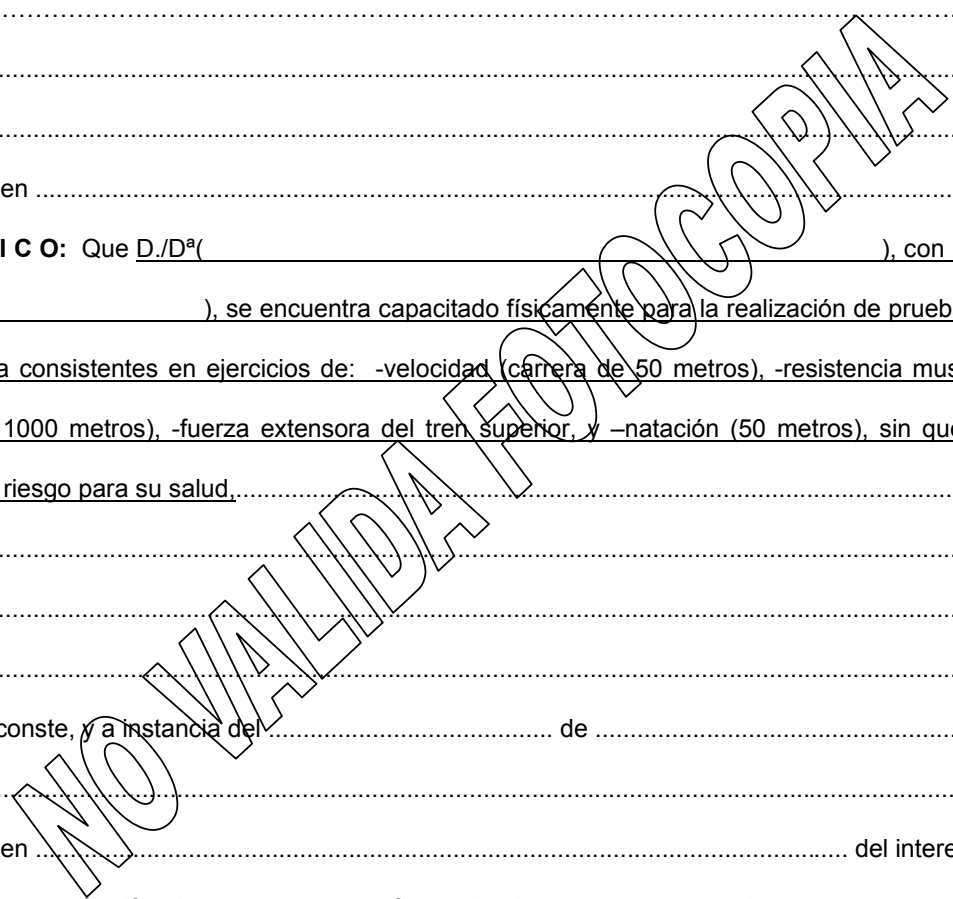 ................................................................................
................................................................................
................................................................................
en ................................................................................
I C O: Que D./Dª( ), con
), se encuentra capacitado físicamente para la realización de prueb
a consistentes en ejercicios de: -velocidad (carrera de 50 metros), -resistencia mus
1000 metros), -fuerza extensora del tren superior, y –natación (50 metros), sin que
riesgo para su salud,................................................................................
................................................................................
................................................................................
................................................................................
conste, y a instancia del ........................................ de ..................................................
................................................................................
en ................................................................................ del intere
NO VALIDA FOTOCOPIA